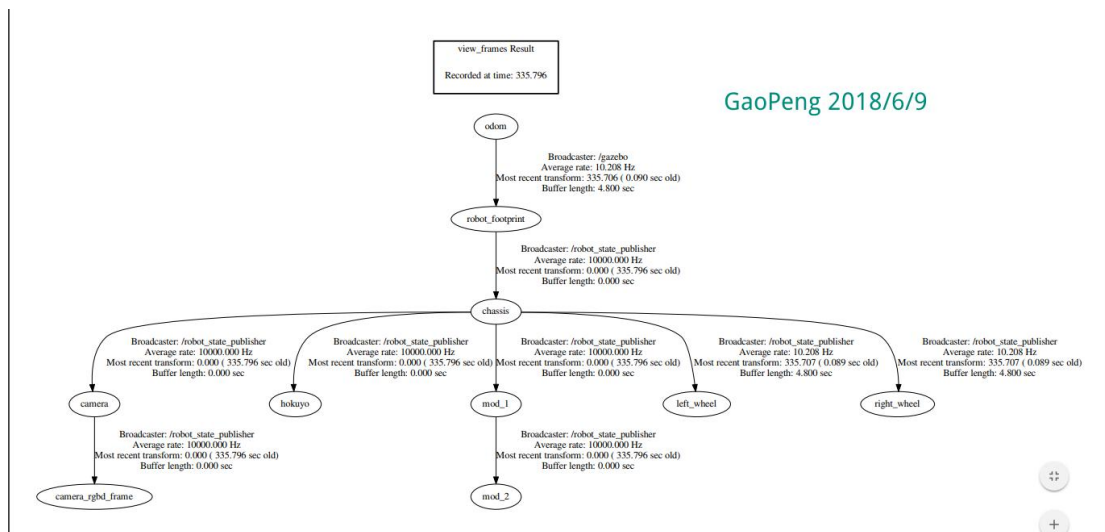 view_frames Result
Recorded at time: 335.796
GaoPeng 2018/6/9
odom
Broadcaster: /gazebo
Average rate: 10.208 Hz
Most recent transform: 335.706 ( 0.090 sec old)
Buffer length: 4.800 sec
robot_footprint
Broadcaster: /robot_state_publisher
Average rate: 10000.000 Hz
Most recent transform: 0.000 ( 335.796 sec old)
Buffer length: 0.000 sec
chassis
Broadcaster: /robot_state_publisher
Average rate: 10000.000 Hz
Most recent transform: 0.000 ( 335.796 sec old)
Buffer length: 0.000 sec
Broadcaster: /robot_state_publisher
Average rate: 10000.000 Hz
Most recent transform: 0.000 ( 335.796 sec old)
Buffer length: 0.000 sec
Broadcaster: /robot_state_publisher
Average rate: 10000.000 Hz
Most recent transform: 0.000 ( 335.796 sec old)
Buffer length: 0.000 sec
Broadcaster: /robot_state_publisher
Average rate: 10.208 Hz
Most recent transform: 335.707 ( 0.089 sec old)
Buffer length: 4.800 sec
Broadcaster: /robot_state_publisher
Average rate: 10.208 Hz
Most recent transform: 335.707 ( 0.089 sec old)
Buffer length: 4.800 sec
camera
hokuyo
mod_1
left_wheel
right_wheel
Broadcaster: /robot_state_publisher
Average rate: 10000.000 Hz
Most recent transform: 0.000 ( 335.796 sec old)
Buffer length: 0.000 sec
Broadcaster: /robot_state_publisher
Average rate: 10000.000 Hz
Most recent transform: 0.000 ( 335.796 sec old)
Buffer length: 0.000 sec
camera_rgbd_frame
mod_2